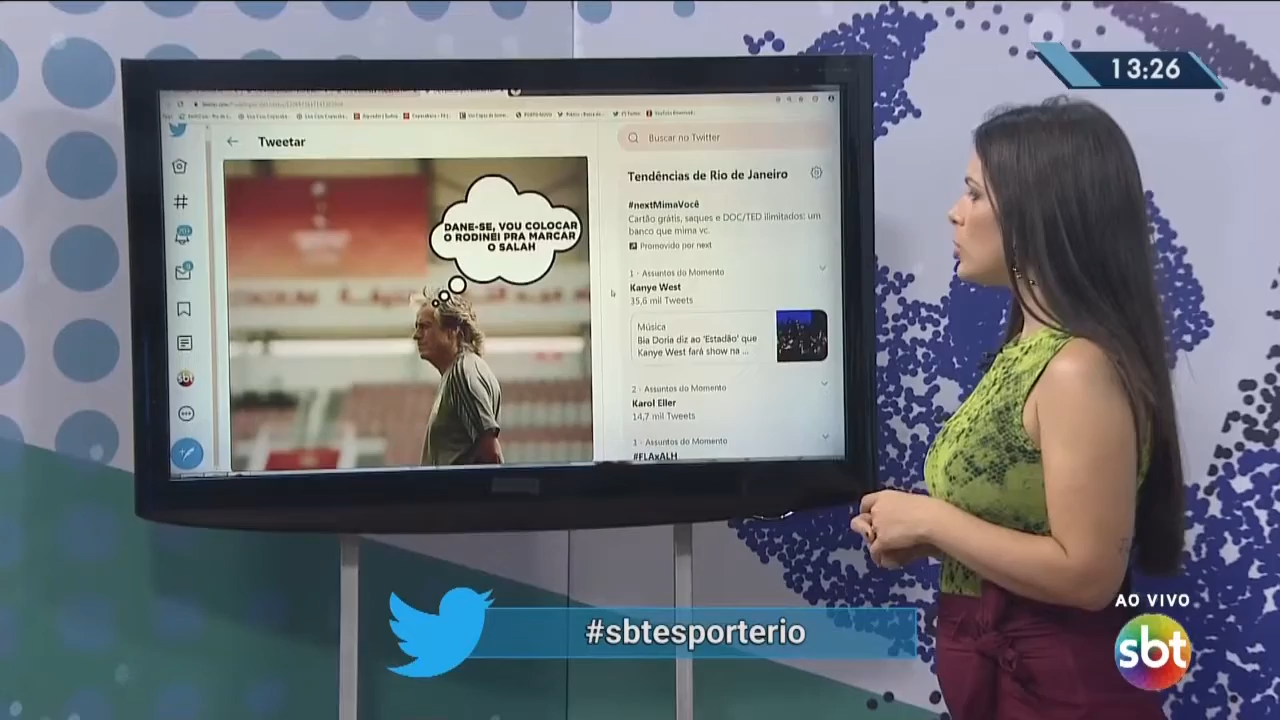 13:26
Tweetar
Buscar no Twitter
DANE-SE, VOU COLOCAR
O RODINEI PRA MARCAR
O SALAH
Tendências de Rio de Janeiro
#nextMimaVocê
Cartão grátis, saques e DOC/TED ilimitados: um
banco que mima vc.
Promovido por next
1 · Assuntos do Momento
Kanye West
35,6 mil Tweets
Música
Bia Doria diz ao 'Estadão' que
Kanye West fará show na ...
2 · Assuntos do Momento
Karol Eller
14,7 mil Tweets
1 · Assuntos do Momento
#FLAxALH
sbt
#sbtesporterio
AO VIVO
sbt